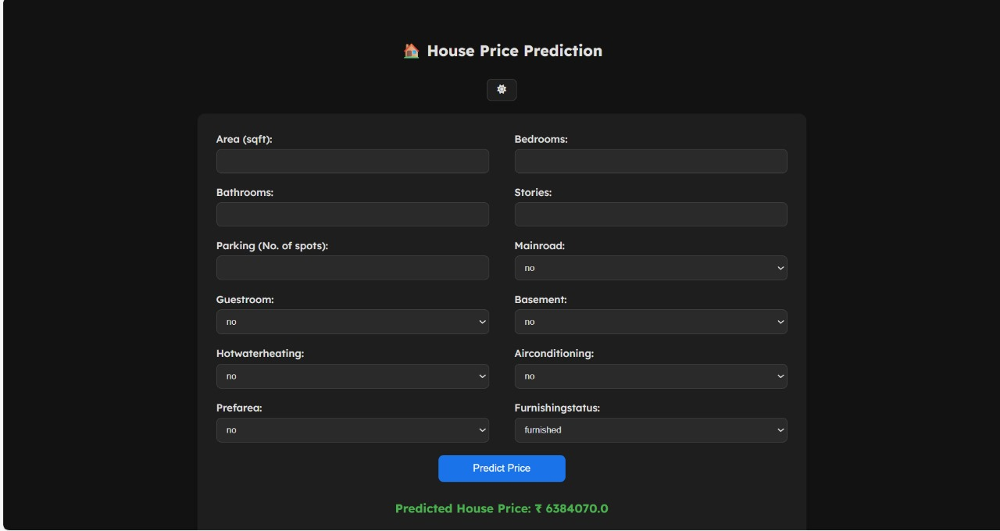 🏠 House Price Prediction
Area (sqft): Bedrooms:
Bathrooms: Stories:
Parking (No. of spots): Mainroad:
no
Guestroom: Basement:
no no
Hotwaterheating: Airconditioning:
no no
Prefarea: Furnishingstatus:
no furnished
Predict Price
Predicted House Price: ₹ 6384070.0